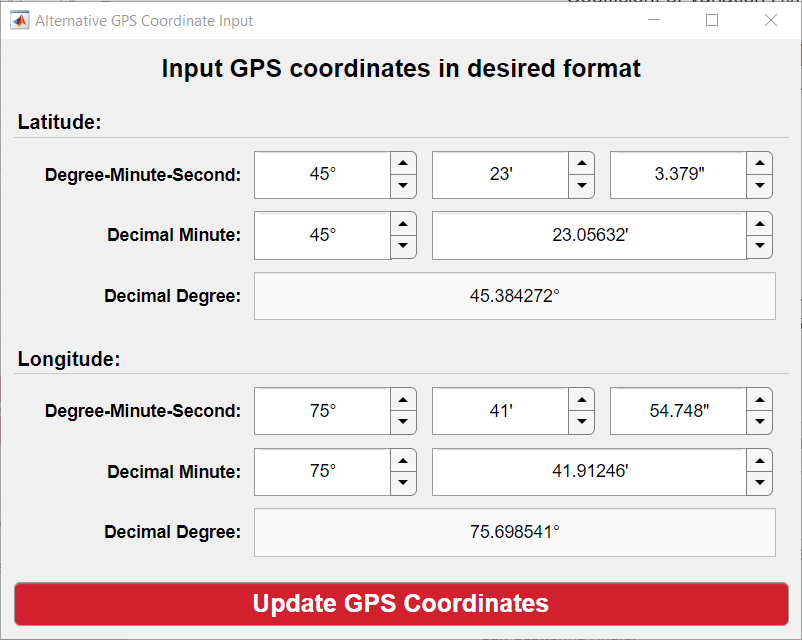 Alternative GPS Coordinate Input
Input GPS coordinates in desired format
Latitude:
Degree-Minute-Second: 45° 23' 3.379"
Decimal Minute: 45° 23.05632'
Decimal Degree: 45.384272°
Longitude:
Degree-Minute-Second: 75° 41' 54.748"
Decimal Minute: 75° 41.91246'
Decimal Degree: 75.698541°
Update GPS Coordinates